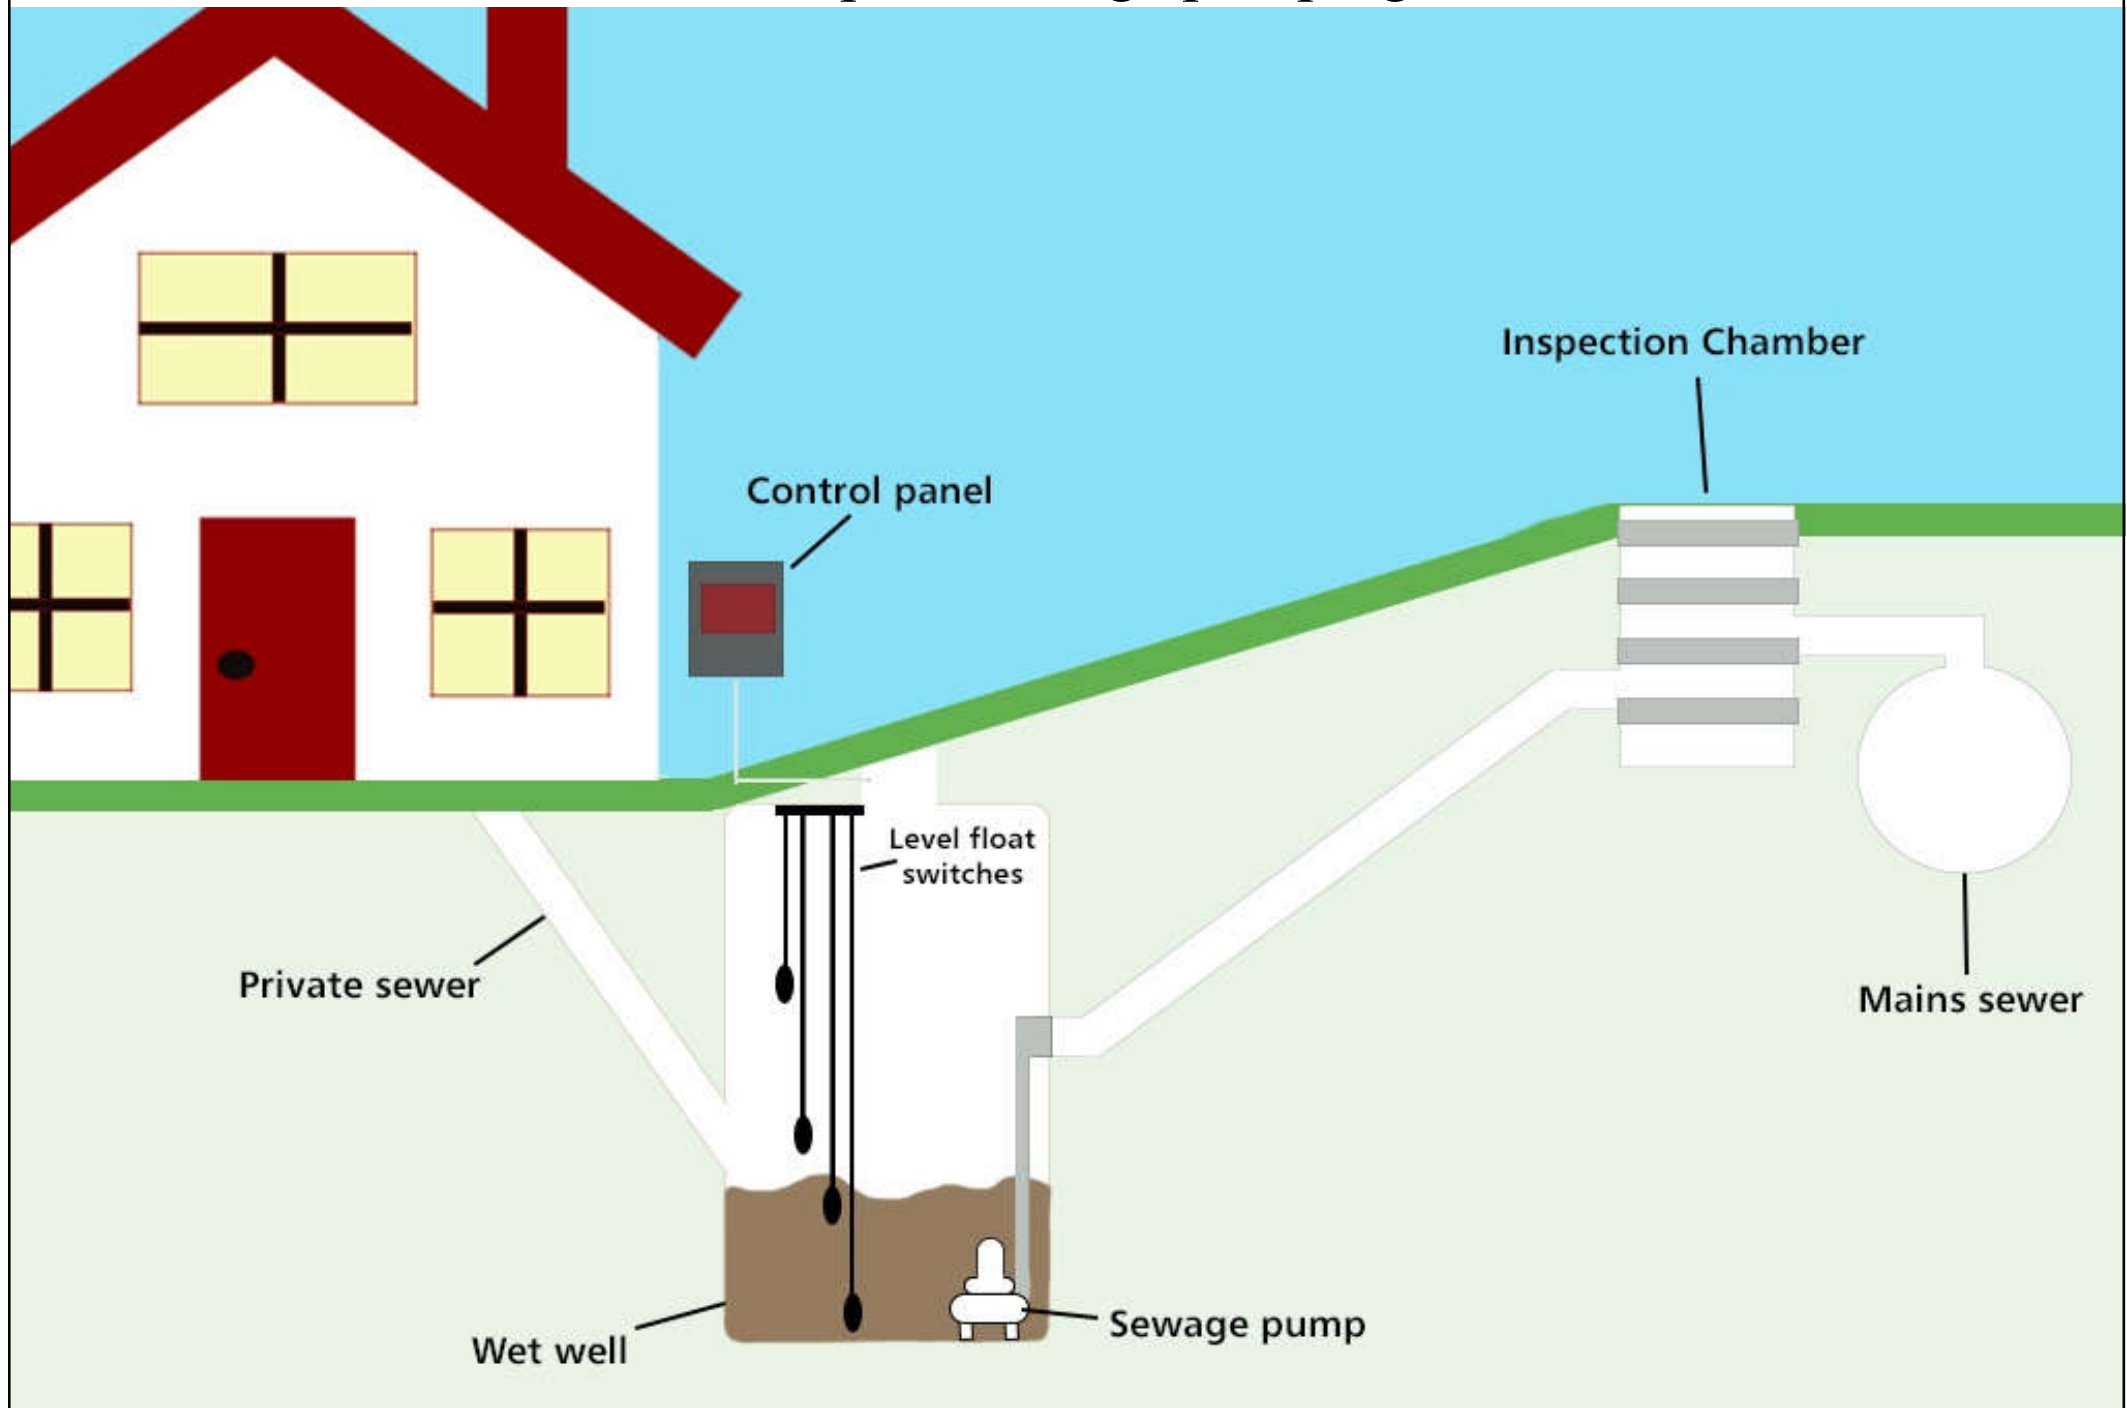 Inspection Chamber
Control panel
Level float
switches
Private sewer
Mains sewer
Sewage pump
Wet well